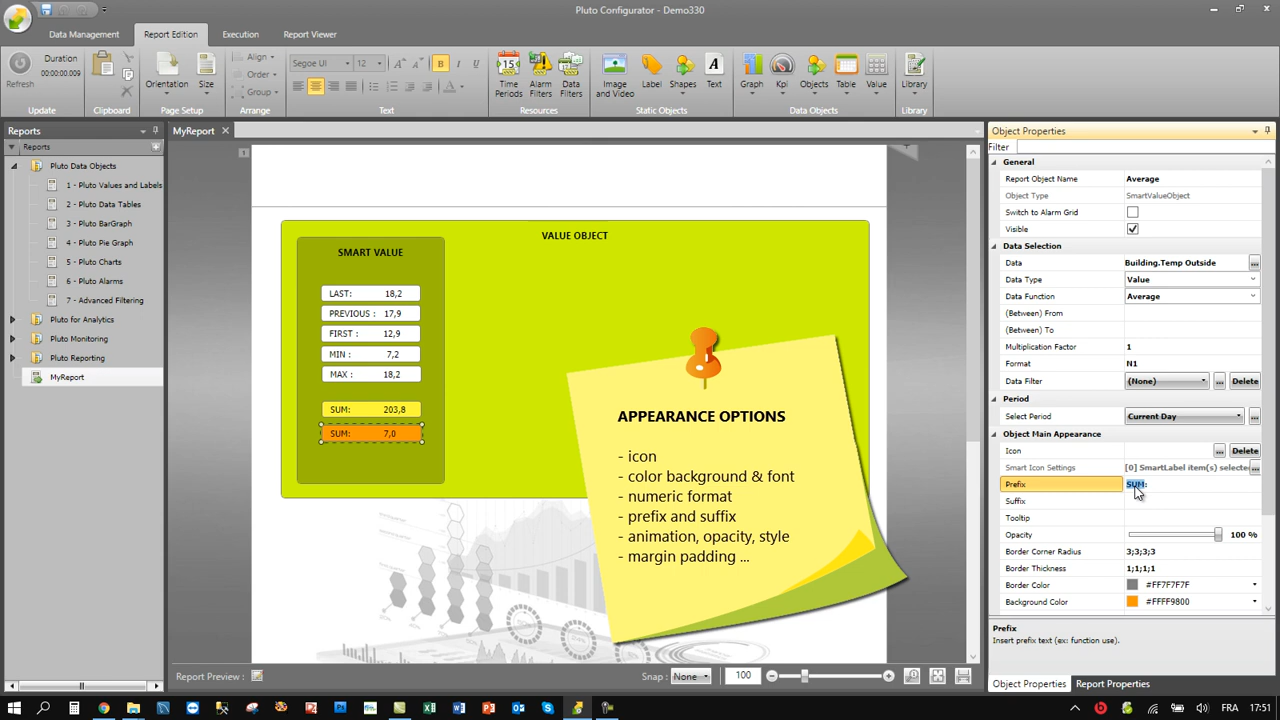 Pluto Configurator - Demo330
Data Management
Report Edition
Execution
Report Viewer
Refresh
Duration
00:00:00.009
Update
Clipboard
Orientation
Size
Page Setup
Align
Order
Group
Arrange
Segoe UI
12
B
I
U
Text
Time Periods
Alarm Filters
Data Filters
Resources
Image and Video
Label
Shapes
Text
Static Objects
Graph
Kpi
Objects
Table
Value
Data Objects
Library
Library
Reports
Reports
Pluto Data Objects
1 - Pluto Values and Labels
2 - Pluto Data Tables
3 - Pluto BarGraph
4 - Pluto Pie Graph
5 - Pluto Charts
6 - Pluto Alarms
7 - Advanced Filtering
Pluto for Analytics
Pluto Monitoring
Pluto Reporting
MyReport
MyReport
1
VALUE OBJECT
SMART VALUE
LAST: 18,2
PREVIOUS : 17,9
FIRST : 12,9
MIN : 7,2
MAX : 18,2
SUM: 203,8
SUM: 7,0
APPEARANCE OPTIONS
- icon
- color background & font
- numeric format
- prefix and suffix
- animation, opacity, style
- margin padding ...
Report Preview :
Snap : None
100
Object Properties
Filter
General
Report Object Name Average
Object Type SmartValueObject
Switch to Alarm Grid
Visible
Data Selection
Data Building.Temp Outside ...
Data Type Value
Data Function Average
(Between) From
(Between) To
Multiplication Factor 1
Format N1
Data Filter (None) ... Delete
Period
Select Period Current Day ...
Object Main Appearance
Icon ... Delete
Smart Icon Settings [0] SmartLabel item(s) selecte ...
Prefix SUM:
Suffix
Tooltip
Opacity 100 %
Border Corner Radius 3;3;3;3
Border Thickness 1;1;1;1
Border Color #FF7F7F7F
Background Color #FFFF9800
Prefix
Insert prefix text (ex: function use).
Object Properties
Report Properties
FRA
17:51